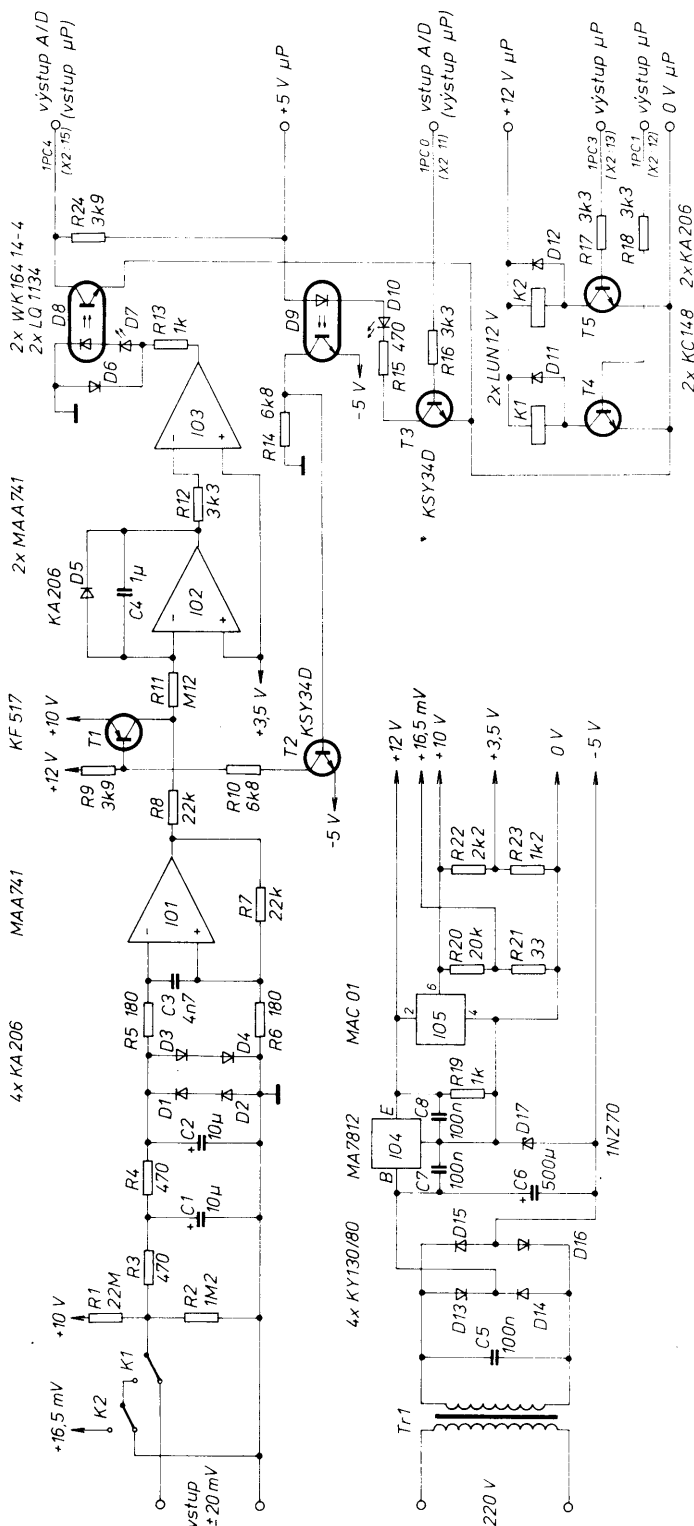 4x KA206
MAA741
KF517
2x MAA741
2x WK164 14-4
2x LQ 1134
+16,5 mV
K2
K1
vstup
± 20 mV
+10 V
R1
22M
R2
1M2
R3
470
R4
470
C1
+
10µ
C2
+
10µ
D1
D2
D3
D4
R5
180
R6
180
C3
4n7
IO1
-
+
R7
22k
R8
22k
+12 V
R9
3k9
+10 V
T1
R10
6k8
T2
KSY34D
-5 V
R11
M12
KA206
D5
C4
1µ
IO2
-
+
+3,5 V
R12
3k3
IO3
-
+
R13
1k
D6
D7
D8
R24
3k9
1PC4
(X2:15)
výstup A/D
(vstup µP)
+5 V µP
D9
R14
6k8
-5 V
D10
R15
470
R16
3k3
T3
KSY34D
1PC0
(X2:11)
vstup A/D
(výstup µP)
2x LUN12 V
+12 V µP
K1
D11
K2
D12
T4
T5
R17
3k3
1PC3
(X2:13)
výstup µP
R18
3k3
1PC1
(X2:12)
výstup µP
0 V µP
2x KC148
2x KA206
220 V
Tr1
4x KY130/80
C5
100n
D13
D14
D15
D16
MA7812
B
E
IO4
C7
100n
C8
100n
C6
+
500µ
D17
1NZ70
R19
1k
MAC 01
2
IO5
6
4
R20
20k
R21
33
R22
2k2
R23
1k2
+12 V
+16,5 mV
+10 V
+3,5 V
0 V
-5 V